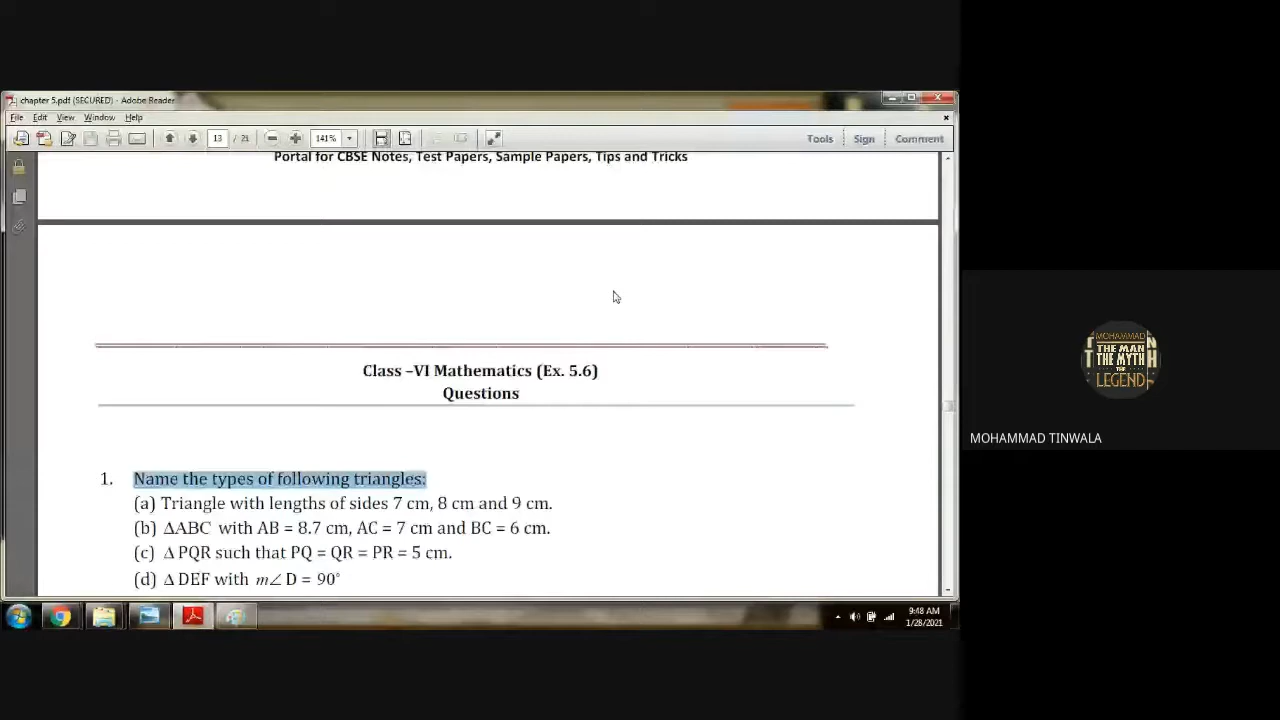 chapter 5.pdf (SECURED) - Adobe Reader
File Edit View Window Help
13 / 21 141% Tools Sign Comment
Portal for CBSE Notes, Test Papers, Sample Papers, Tips and Tricks
Class –VI Mathematics (Ex. 5.6)
Questions
1. Name the types of following triangles:
(a) Triangle with lengths of sides 7 cm, 8 cm and 9 cm.
(b) ΔABC with AB = 8.7 cm, AC = 7 cm and BC = 6 cm.
(c) Δ PQR such that PQ = QR = PR = 5 cm.
(d) Δ DEF with m∠ D = 90°
9:48 AM
1/28/2021
MOHAMMAD
THE MAN
THE MYTH
THE
LEGEND
MOHAMMAD TINWALA